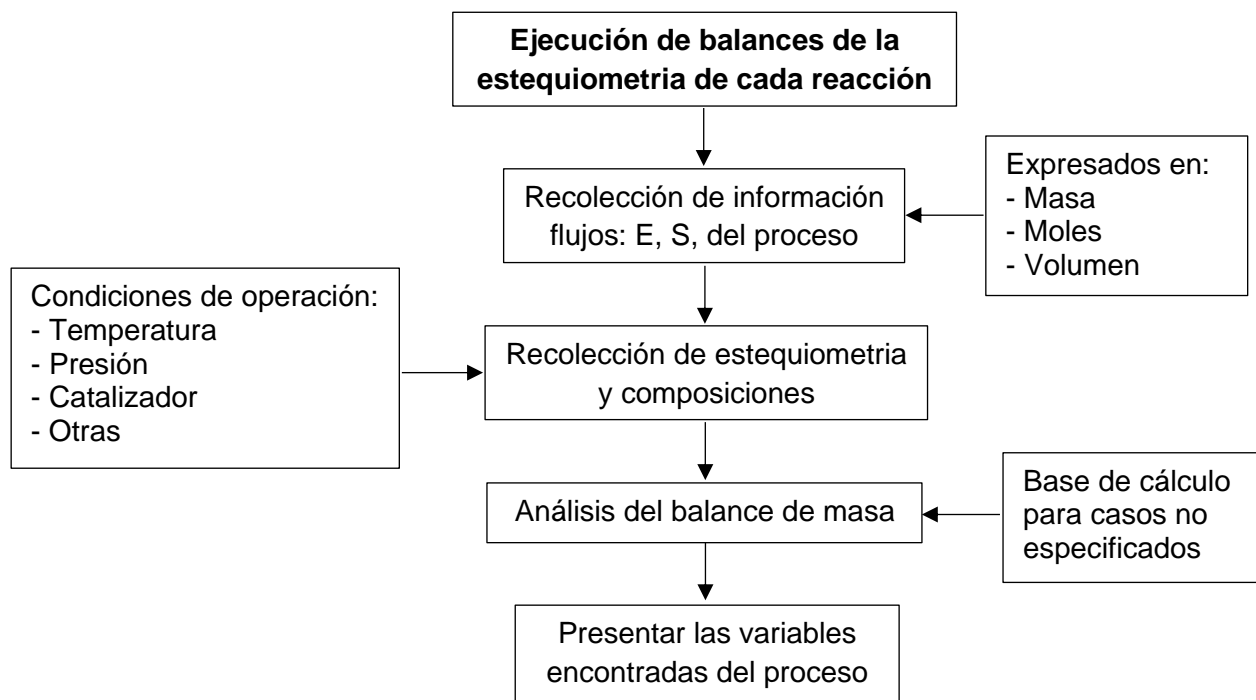 Ejecución de balances de la
estequiometria de cada reacción
Recolección de información
flujos: E, S, del proceso
Expresados en:
- Masa
- Moles
- Volumen
Condiciones de operación:
- Temperatura
- Presión
- Catalizador
- Otras
Recolección de estequiometria
y composiciones
Análisis del balance de masa
Base de cálculo
para casos no
especificados
Presentar las variables
encontradas del proceso